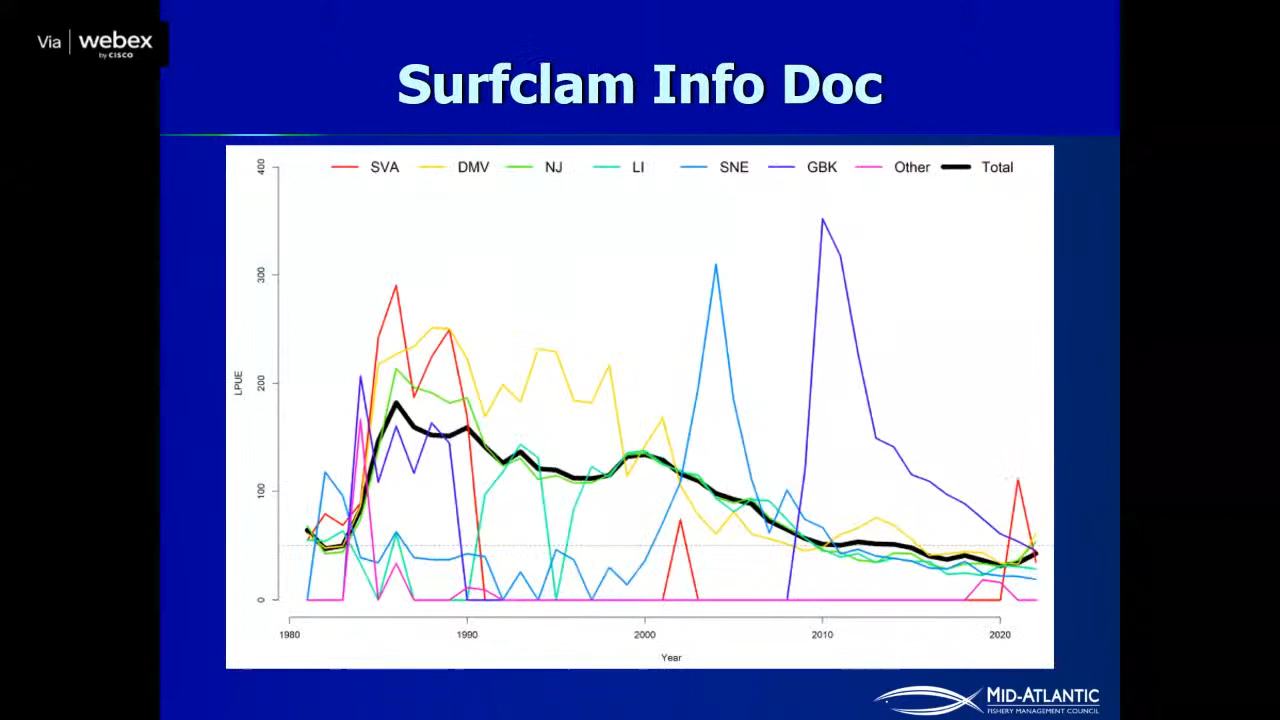 Via webex
by CISCO
Surfclam Info Doc
SVA DMV NJ LI SNE GBK Other Total
400
300
200
100
0
LPUE
1980 1990 2000 2010 2020
Year
MID-ATLANTIC
FISHERY MANAGEMENT COUNCIL